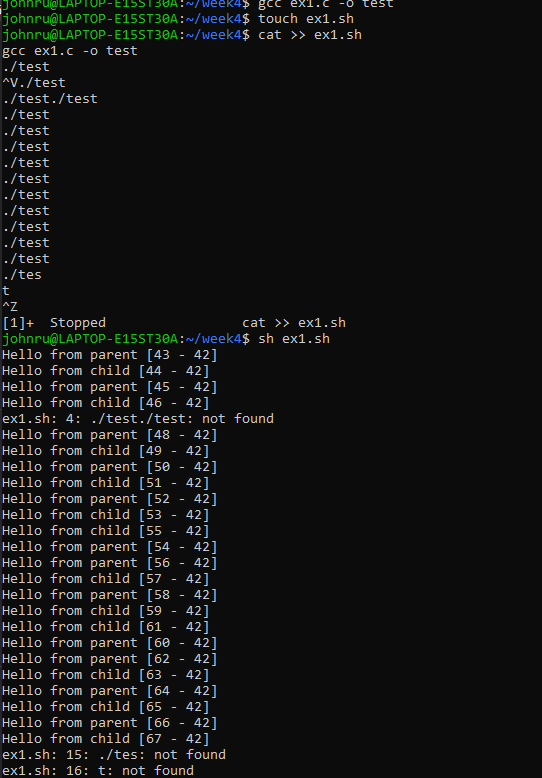 johnru@LAPTOP-E15ST30A:~/week4$ gcc ex1.c -o test
johnru@LAPTOP-E15ST30A:~/week4$ touch ex1.sh
johnru@LAPTOP-E15ST30A:~/week4$ cat >> ex1.sh
gcc ex1.c -o test
./test
^V./test
./test./test
./test
./test
./test
./test
./test
./test
./test
./test
./test
./test
./tes
t
^Z
[1]+  Stopped                 cat >> ex1.sh
johnru@LAPTOP-E15ST30A:~/week4$ sh ex1.sh
Hello from parent [43 - 42]
Hello from child [44 - 42]
Hello from parent [45 - 42]
Hello from child [46 - 42]
ex1.sh: 4: ./test./test: not found
Hello from parent [48 - 42]
Hello from child [49 - 42]
Hello from parent [50 - 42]
Hello from child [51 - 42]
Hello from parent [52 - 42]
Hello from child [53 - 42]
Hello from child [55 - 42]
Hello from parent [54 - 42]
Hello from parent [56 - 42]
Hello from child [57 - 42]
Hello from parent [58 - 42]
Hello from child [59 - 42]
Hello from child [61 - 42]
Hello from parent [60 - 42]
Hello from parent [62 - 42]
Hello from child [63 - 42]
Hello from parent [64 - 42]
Hello from child [65 - 42]
Hello from parent [66 - 42]
Hello from child [67 - 42]
ex1.sh: 15: ./tes: not found
ex1.sh: 16: t: not found